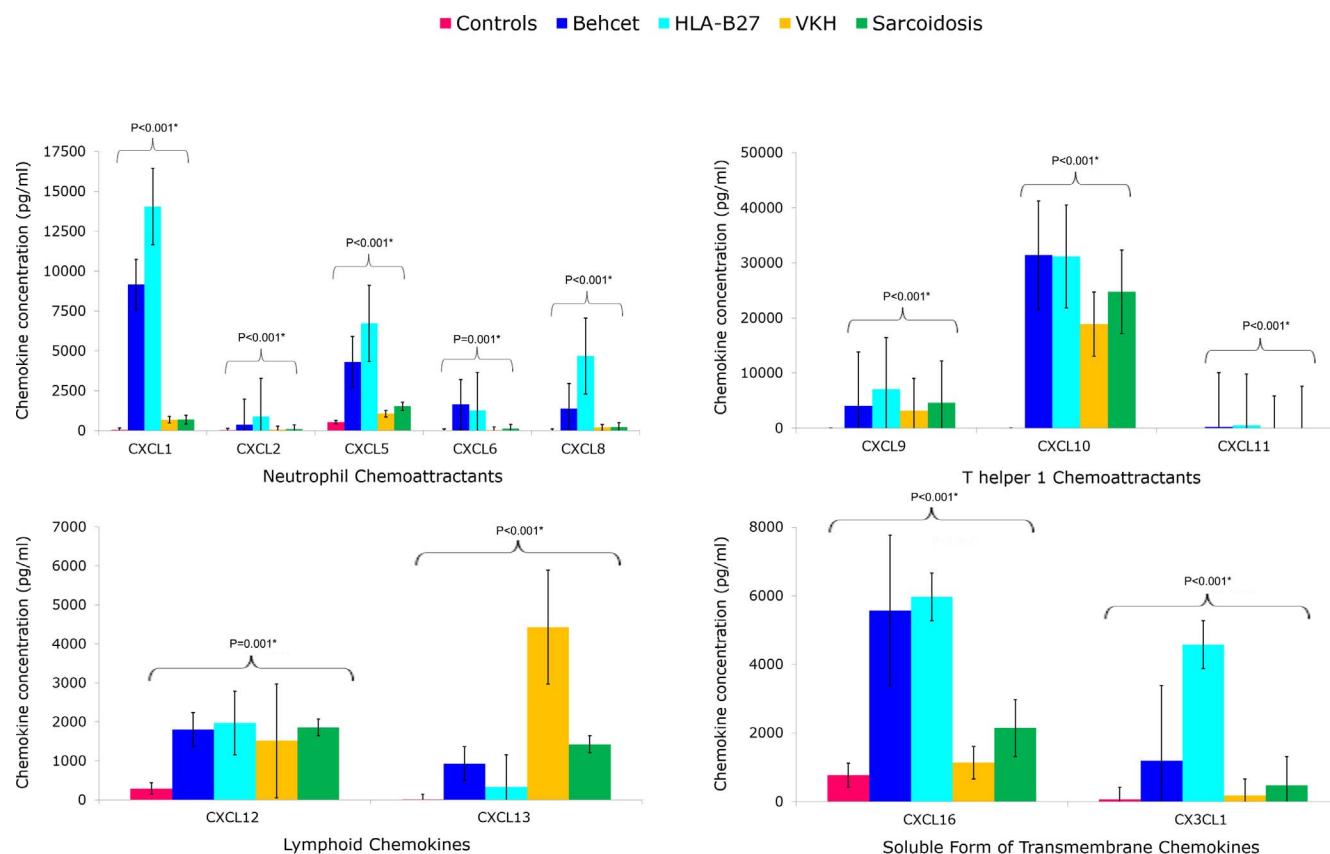 Controls Behcet HLA-B27 VKH Sarcoidosis
Chemokine concentration (pg/ml)
17500
15000
12500
10000
7500
5000
2500
0
P<0.001*
P<0.001*
P<0.001*
P=0.001*
P<0.001*
CXCL1 CXCL2 CXCL5 CXCL6 CXCL8
Neutrophil Chemoattractants
Chemokine concentration (pg/ml)
50000
40000
30000
20000
10000
0
P<0.001*
P<0.001*
P<0.001*
CXCL9 CXCL10 CXCL11
T helper 1 Chemoattractants
Chemokine concentration (pg/ml)
7000
6000
5000
4000
3000
2000
1000
0
P=0.001*
P<0.001*
CXCL12 CXCL13
Lymphoid Chemokines
Chemokine concentration (pg/ml)
8000
6000
4000
2000
0
P<0.001*
P<0.001*
CXCL16 CX3CL1
Soluble Form of Transmembrane Chemokines